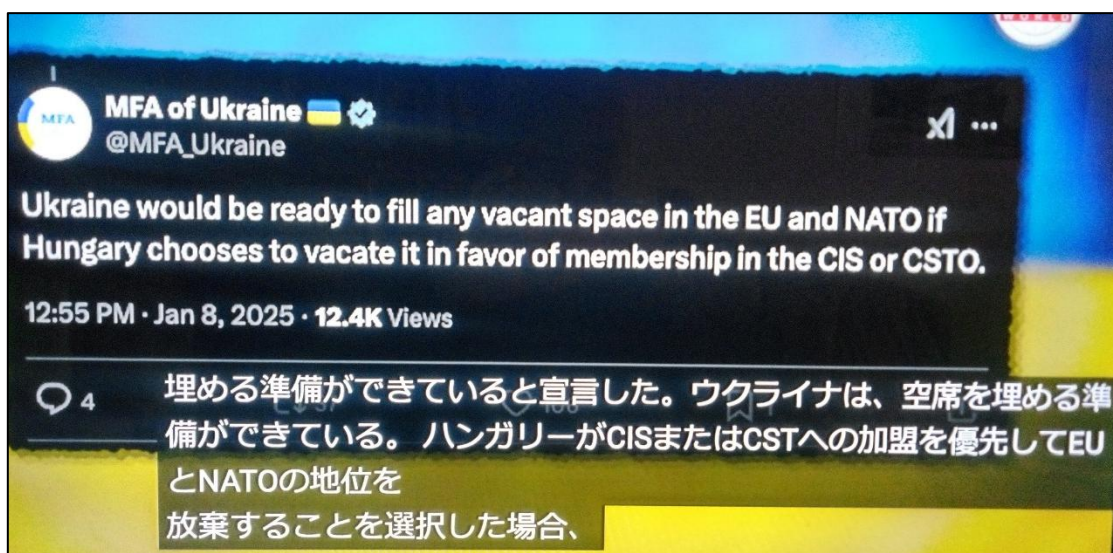 WORLD
MFA
MFA of Ukraine
@MFA_Ukraine
Ukraine would be ready to fill any vacant space in the EU and NATO if
Hungary chooses to vacate it in favor of membership in the CIS or CSTO.
12:55 PM · Jan 8, 2025 · 12.4K Views
4
埋める準備ができていると宣言した。ウクライナは、空席を埋める準
備ができている。 ハンガリーがCISまたはCSTへの加盟を優先してEU
とNATOの地位を
放棄することを選択した場合、